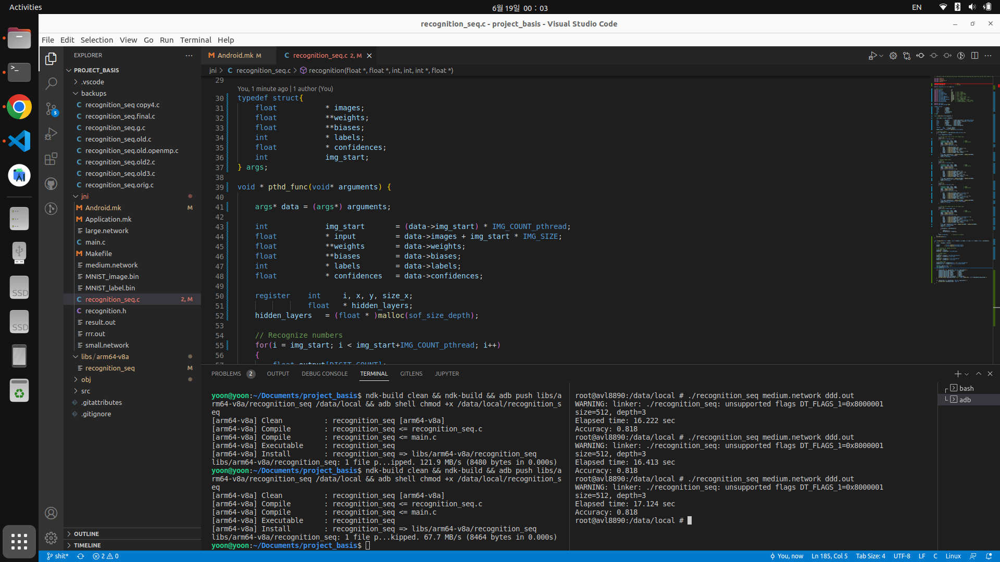 Activities
6월 19일 00 : 03
EN
recognition_seq.c - project_basis - Visual Studio Code
File Edit Selection View Go Run Terminal Help
EXPLORER
PROJECT_BASIS
.vscode
backups
recognition_seq copy4.c
recognition_seq.final.c
recognition_seq.g.c
recognition_seq.old.c
recognition_seq.old.openmp.c
recognition_seq.old2.c
recognition_seq.old3.c
recognition_seq.orig.c
jni
Android.mk M
Application.mk
large.network
main.c
Makefile
medium.network
MNIST_image.bin
MNIST_label.bin
recognition_seq.c 2, M
recognition.h
result.out
rrr.out
small.network
libs/arm64-v8a
recognition_seq M
obj
src
.gitattributes
.gitignore
OUTLINE
TIMELINE
Android.mk M
recognition_seq.c 2, M
jni > C recognition_seq.c > recognition(float *, float *, int, int, int *, float *)
29
You, 1 minute ago | 1 author (You)
30 typedef struct{
31 float * images;
32 float **weights;
33 float **biases;
34 int * labels;
35 float * confidences;
36 int img_start;
37 } args;
38
39 void * pthd_func(void* arguments) {
40
41 args* data = (args*) arguments;
42
43 int img_start = (data->img_start) * IMG_COUNT_pthread;
44 float * input = data->images + img_start * IMG_SIZE;
45 float **weights = data->weights;
46 float **biases = data->biases;
47 int * labels = data->labels;
48 float * confidences = data->confidences;
49
50 register int i, x, y, size_x;
51 float * hidden_layers;
52 hidden_layers = (float * )malloc(sof_size_depth);
53
54 // Recognize numbers
55 for(i = img_start; i < img_start+IMG_COUNT_pthread; i++)
56 {
57 float output[DIGIT_COUNT];
PROBLEMS 2 OUTPUT DEBUG CONSOLE TERMINAL GITLENS JUPYTER
yoon@yoon:~/Documents/project_basis$ ndk-build clean && ndk-build && adb push libs/a
rm64-v8a/recognition_seq /data/local && adb shell chmod +x /data/local/recognition_s
eq
[arm64-v8a] Clean : recognition_seq [arm64-v8a]
[arm64-v8a] Compile : recognition_seq <= recognition_seq.c
[arm64-v8a] Compile : recognition_seq <= main.c
[arm64-v8a] Executable : recognition_seq
[arm64-v8a] Install : recognition_seq => libs/arm64-v8a/recognition_seq
libs/arm64-v8a/recognition_seq: 1 file p...ipped. 121.9 MB/s (8480 bytes in 0.000s)
yoon@yoon:~/Documents/project_basis$ ndk-build clean && ndk-build && adb push libs/a
rm64-v8a/recognition_seq /data/local && adb shell chmod +x /data/local/recognition_s
eq
[arm64-v8a] Clean : recognition_seq [arm64-v8a]
[arm64-v8a] Compile : recognition_seq <= recognition_seq.c
[arm64-v8a] Compile : recognition_seq <= main.c
[arm64-v8a] Executable : recognition_seq
[arm64-v8a] Install : recognition_seq => libs/arm64-v8a/recognition_seq
libs/arm64-v8a/recognition_seq: 1 file p...kipped. 67.7 MB/s (8464 bytes in 0.000s)
yoon@yoon:~/Documents/project_basis$
root@avl8890:/data/local # ./recognition_seq medium.network ddd.out
WARNING: linker: ./recognition_seq: unsupported flags DT_FLAGS_1=0x8000001
size=512, depth=3
Elapsed time: 16.222 sec
Accuracy: 0.818
root@avl8890:/data/local # ./recognition_seq medium.network ddd.out
WARNING: linker: ./recognition_seq: unsupported flags DT_FLAGS_1=0x8000001
size=512, depth=3
Elapsed time: 16.413 sec
Accuracy: 0.818
root@avl8890:/data/local # ./recognition_seq medium.network ddd.out
WARNING: linker: ./recognition_seq: unsupported flags DT_FLAGS_1=0x8000001
size=512, depth=3
Elapsed time: 17.124 sec
Accuracy: 0.818
root@avl8890:/data/local #
bash
adb
SSD
SSD
shit* 2 0
You, now Ln 185, Col 5 Tab Size: 4 UTF-8 LF C Linux